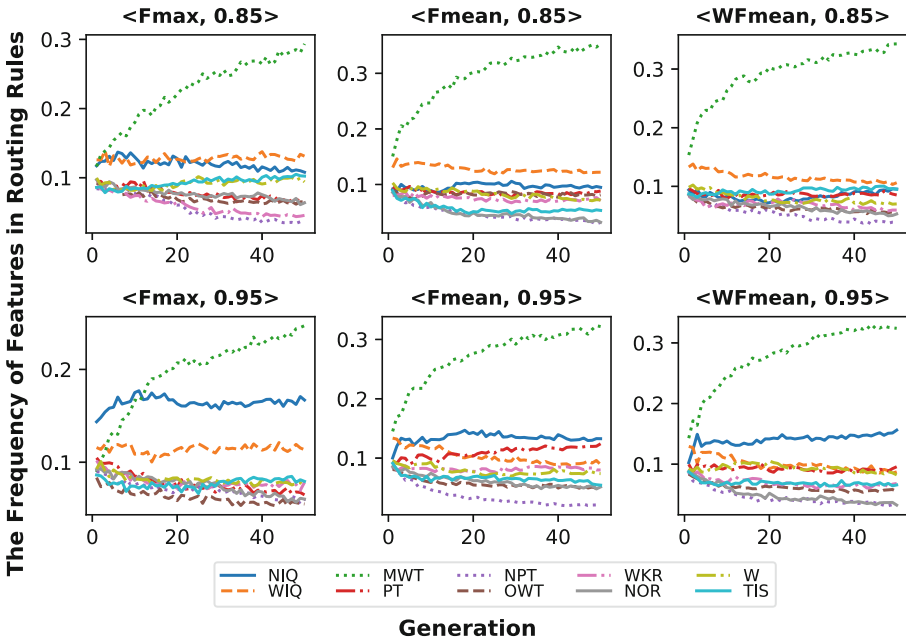 <Fmax, 0.85> <Fmean, 0.85> <WFmean, 0.85>
0.3
0.2
0.1
0 20 40
0.3
0.2
0.1
0 20 40
0.3
0.2
0.1
0 20 40
<Fmax, 0.95> <Fmean, 0.95> <WFmean, 0.95>
0.2
0.1
0 20 40
0.3
0.2
0.1
0 20 40
0.3
0.2
0.1
0 20 40
The Frequency of Features in Routing Rules
NIQ MWT NPT WKR W
WIQ PT OWT NOR TIS
Generation